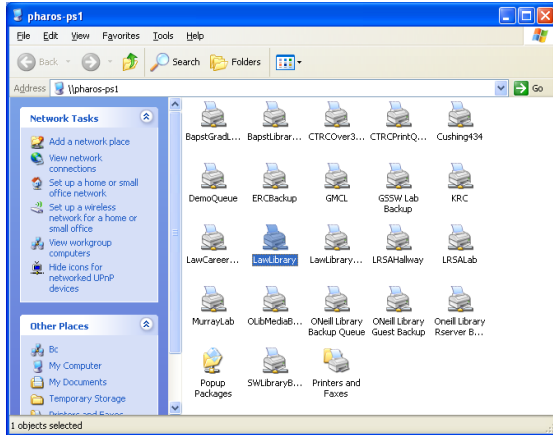 pharos-ps1
File Edit View Favorites Tools Help
Back Search Folders
Address \\pharos-ps1 Go
Network Tasks
Add a network place
View network
connections
Set up a home or small
office network
Set up a wireless
network for a home or
small office
View workgroup
computers
Hide icons for
networked UPnP
devices
Other Places
Bc
My Computer
My Documents
Temporary Storage
Printers and Faxes
BapstGradL... BapstLibrar... CTRCOver3... CTRCPrintQ... Cushing434
DemoQueue ERCBackup GMCL GSSW Lab
Backup KRC
LawCareer... LawLibrary LawLibrary... LRSAHallway LRSALab
MurrayLab OLibMediaB... ONeill Library
Backup Queue ONeill Library
Guest Backup Oneill Library
Rserver B...
Popup
Packages SWLibraryB... Printers and
Faxes
1 objects selected